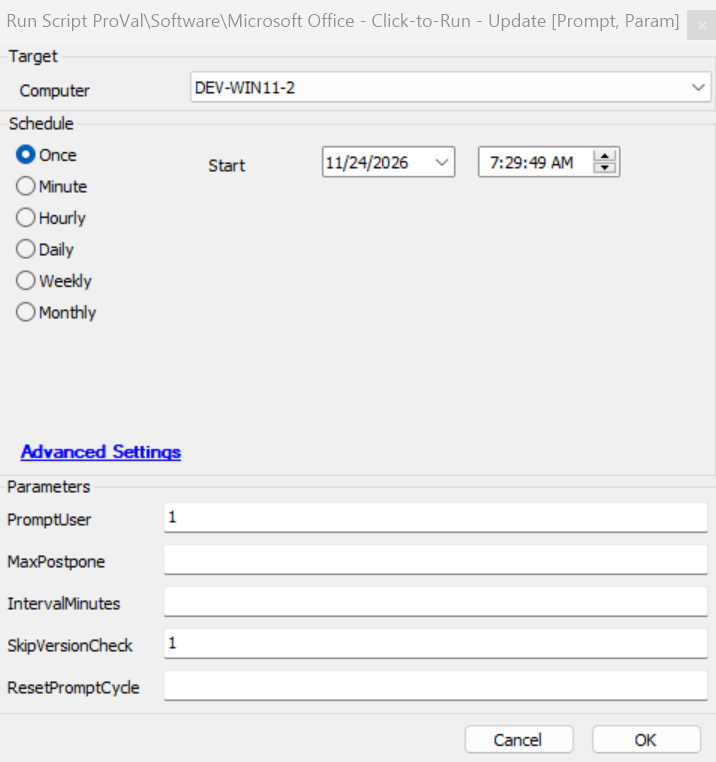 Run Script ProVal\Software\Microsoft Office - Click-to-Run - Update [Prompt, Param]
Target
Computer DEV-WIN11-2
Schedule
Once Start 11/24/2026 7:29:49 AM
Minute
Hourly
Daily
Weekly
Monthly
Advanced Settings
Parameters
PromptUser 1
MaxPostpone
IntervalMinutes
SkipVersionCheck 1
ResetPromptCycle
Cancel OK